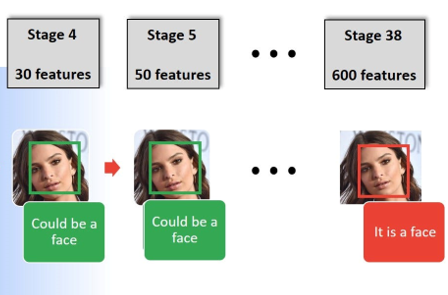 Stage 4
30 features
Stage 5
50 features
Stage 38
600 features
Could be a
face
Could be a
face
It is a face